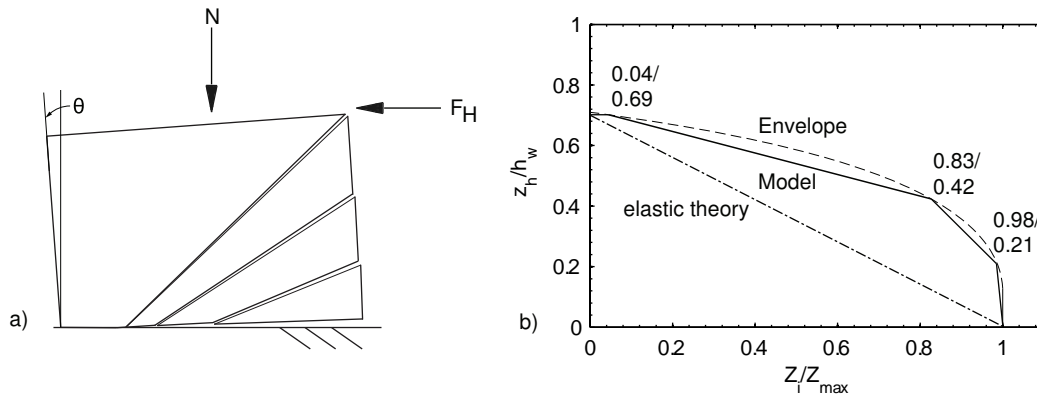 N
θ
F_H
a)
1
0.8
0.6
0.4
0.2
0
z_h/h_w
0.04/
0.69
Envelope
0.83/
0.42
Model
elastic theory
0.98/
0.21
b)
0 0.2 0.4 0.6 0.8 1
Z_i/Z_max